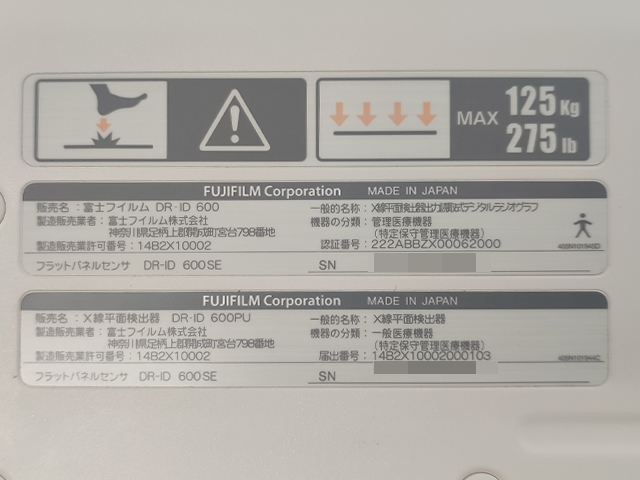 MAX 125Kg
275lb
FUJIFILM Corporation MADE IN JAPAN
販売名 : 富士フイルム DR-ID 600 一般的名称 : X線平面検出器出力読取式デジタルラジオグラフ
製造販売業者 : 富士フイルム株式会社 機器の分類 : 管理医療機器
神奈川県足柄上郡開成町宮台798番地 (特定保守管理医療機器)
製造販売業許可番号 : 14B2X10002 認証番号 : 222ABBZX00062000
フラットパネルセンサ DR-ID 600SE SN
FUJIFILM Corporation MADE IN JAPAN
販売名 : X線平面検出器 DR-ID 600PU 一般的名称 : X線平面検出器
製造販売業者 : 富士フイルム株式会社 機器の分類 : 一般医療機器
神奈川県足柄上郡開成町宮台798番地 (特定保守管理医療機器)
製造販売業許可番号 : 14B2X10002 届出番号 : 14B2X10002000103
フラットパネルセンサ DR-ID 600SE SN